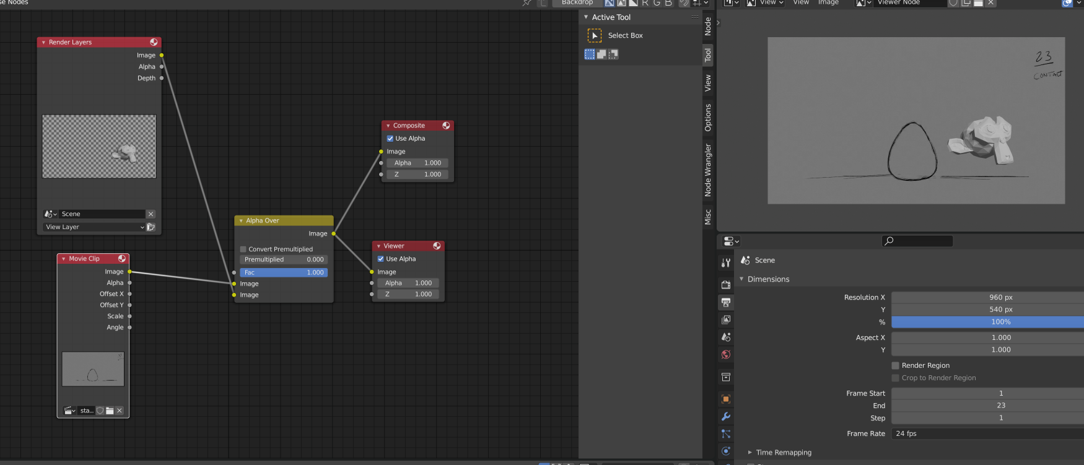 se Nodes
Backdrop
R G B
Render Layers
Image
Alpha
Depth
Scene
View Layer
Movie Clip
Image
Alpha
Offset X
Offset Y
Scale
Angle
sta..
Alpha Over
Image
Convert Premultiplied
Premultiplied 0.000
Fac 1.000
Image
Image
Composite
Use Alpha
Image
Alpha 1.000
Z 1.000
Viewer
Use Alpha
Image
Alpha 1.000
Z 1.000
Active Tool
Select Box
Node
Tool
View
Options
Node Wrangler
Misc
View
View
Image
Viewer Node
23
Scene
Dimensions
Resolution X 960 px
Y 540 px
% 100%
Aspect X 1.000
Y 1.000
Render Region
Crop to Render Region
Frame Start 1
End 23
Step 1
Frame Rate 24 fps
Time Remapping